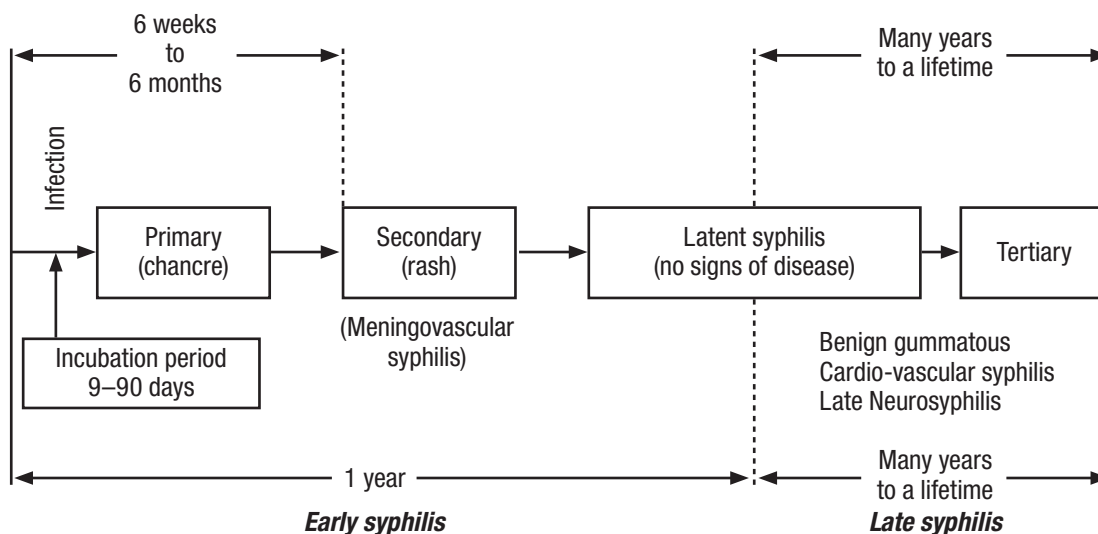 6 weeks
to
6 months
Many years
to a lifetime
Infection
Primary
(chancre)
Secondary
(rash)
Latent syphilis
(no signs of disease)
Tertiary
(Meningovascular
syphilis)
Incubation period
9–90 days
Benign gummatous
Cardio-vascular syphilis
Late Neurosyphilis
1 year
Many years
to a lifetime
Early syphilis
Late syphilis